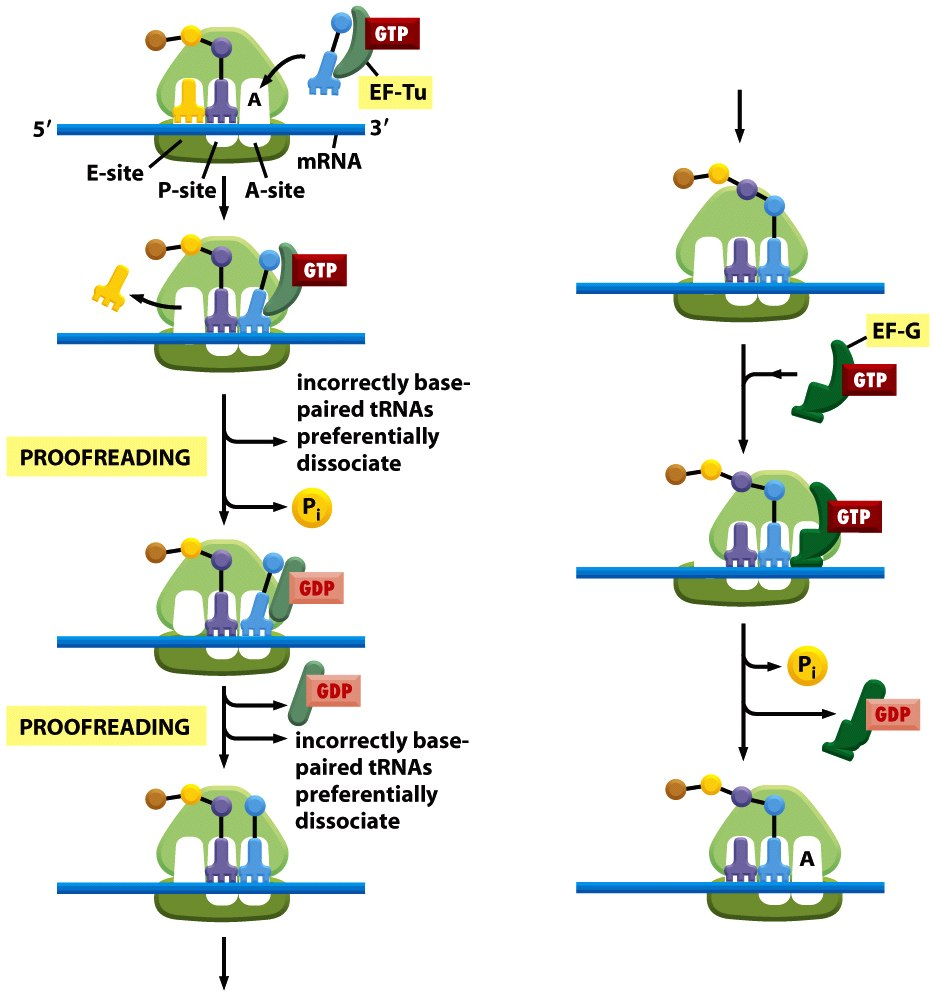 GTP
A
EF-Tu
5′
3′
E-site
P-site
A-site
mRNA
GTP
incorrectly base-
paired tRNAs
preferentially
dissociate
PROOFREADING
Pi
GDP
GDP
PROOFREADING
incorrectly base-
paired tRNAs
preferentially
dissociate
EF-G
GTP
GTP
Pi
GDP
A